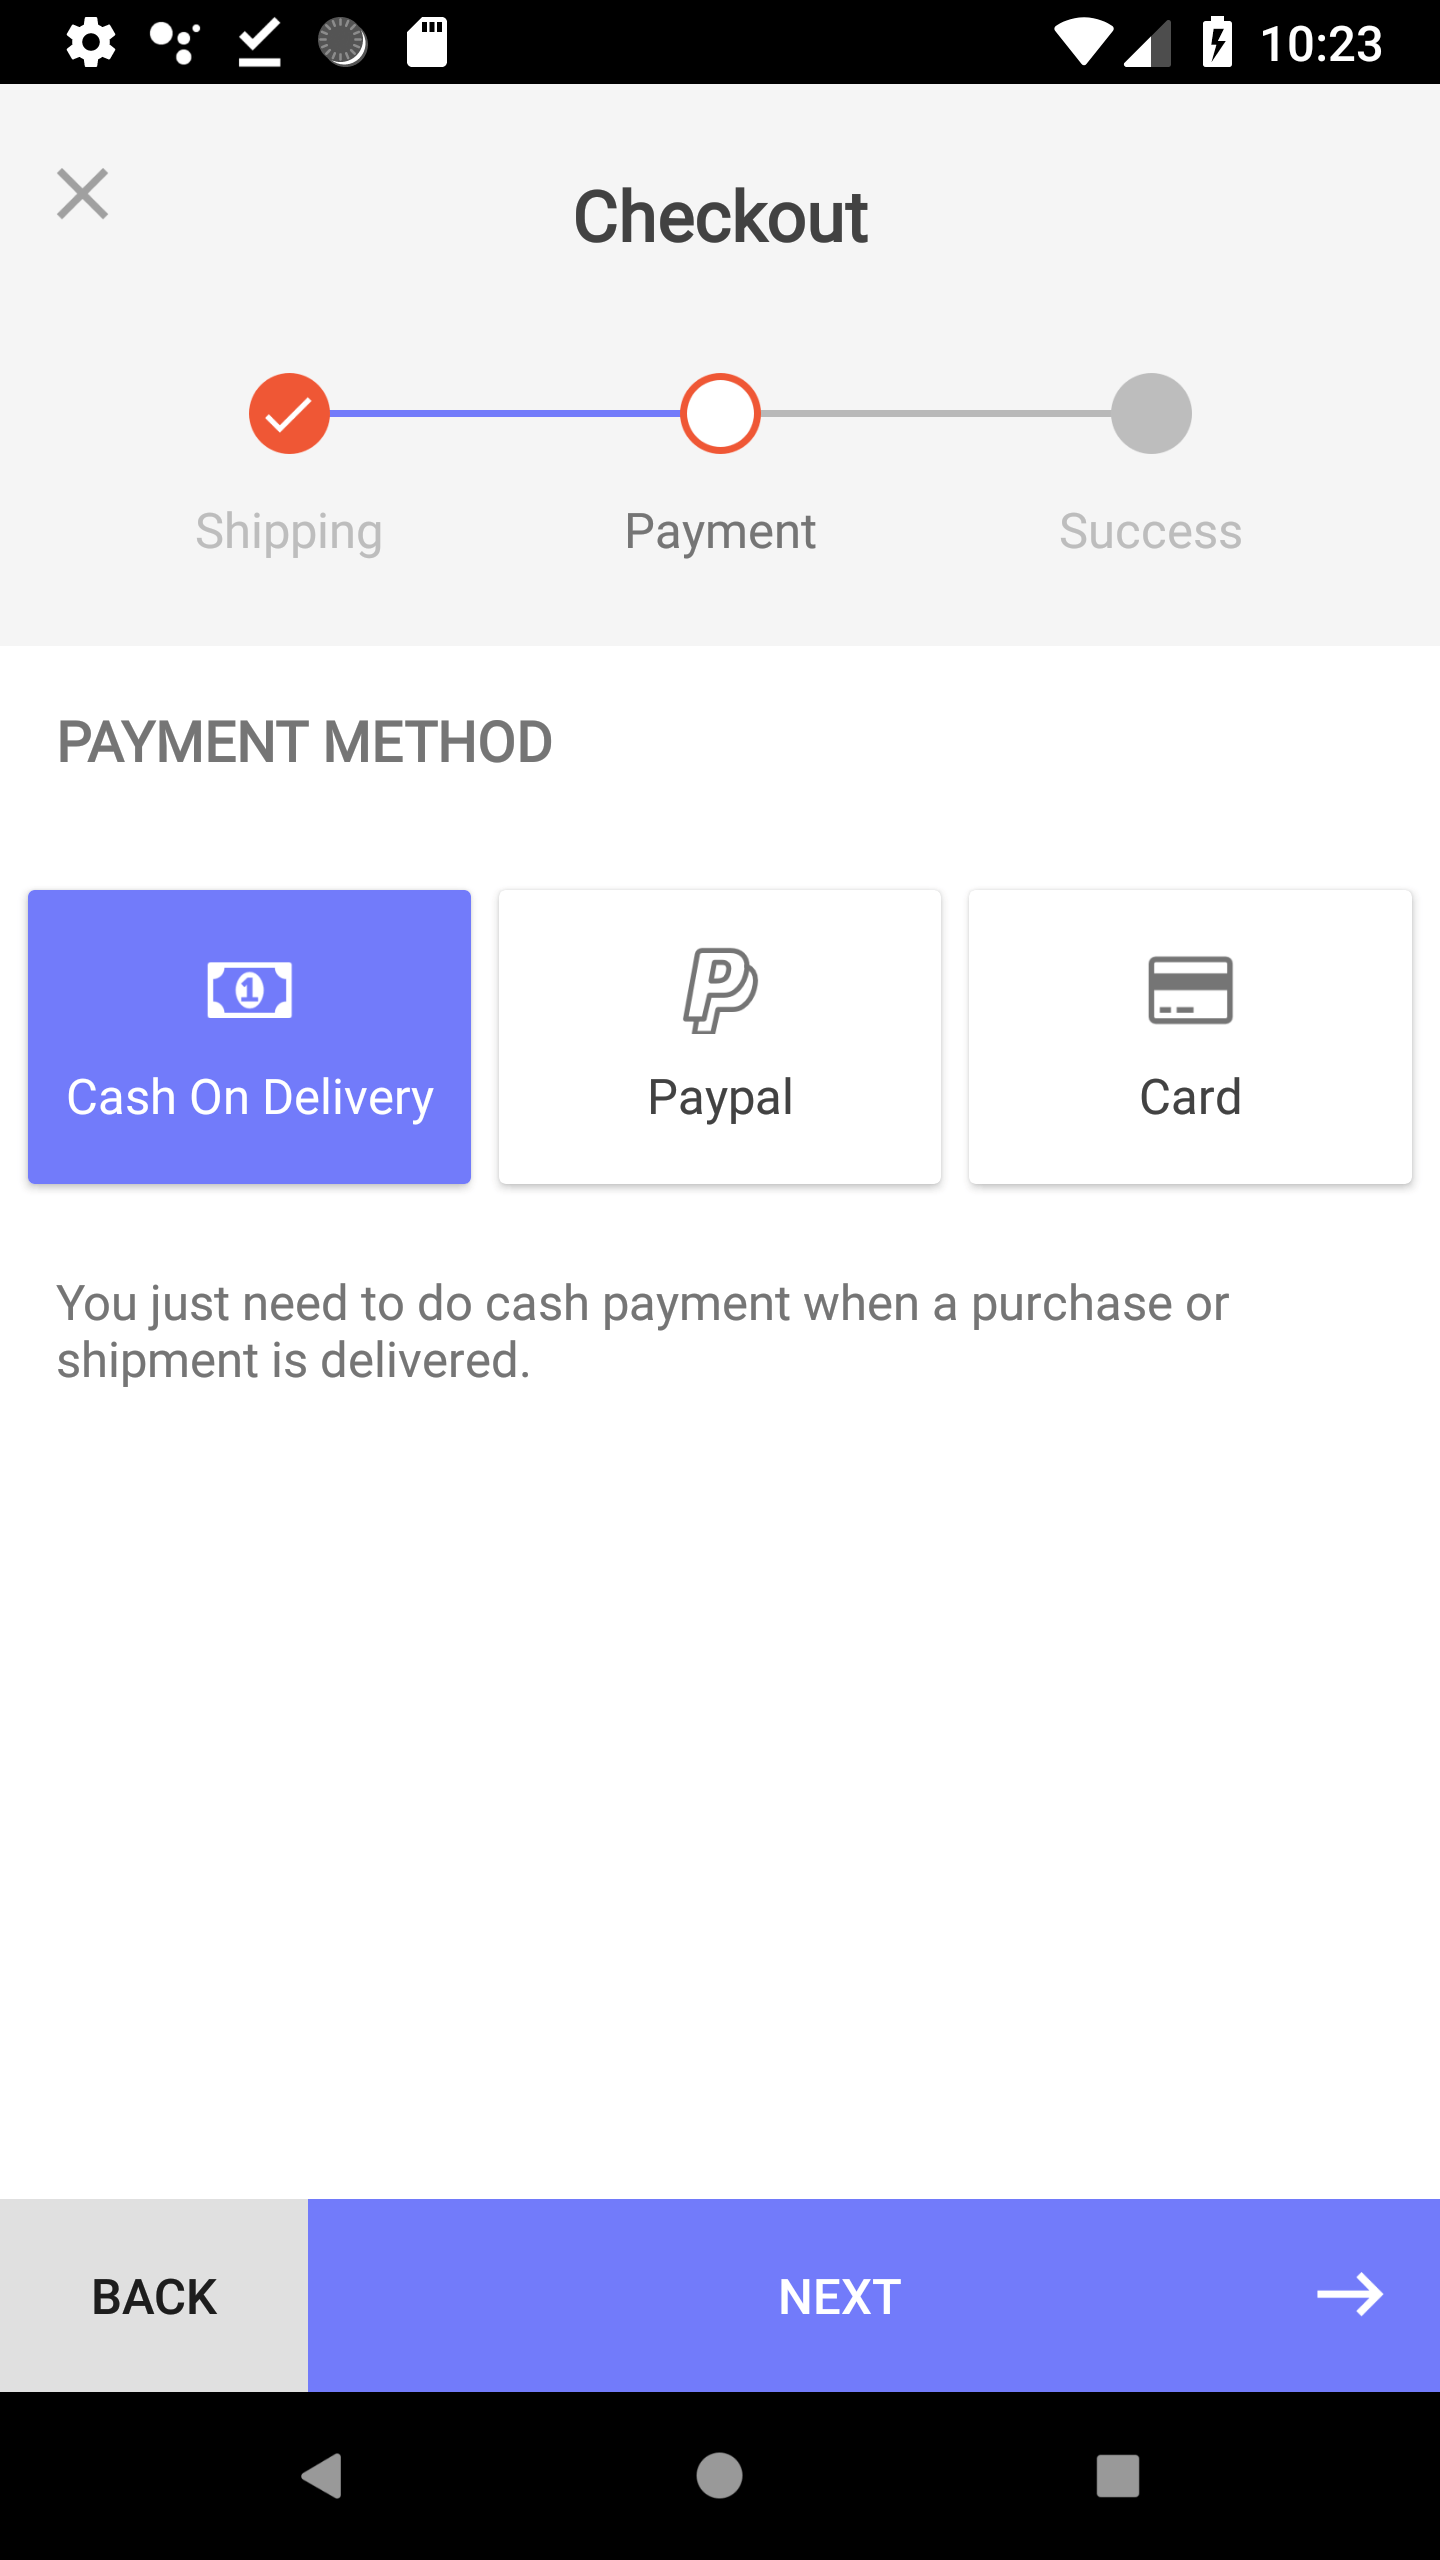 10:23
Checkout
Shipping
Payment
Success
PAYMENT METHOD
Cash On Delivery
Paypal
Card
You just need to do cash payment when a purchase or
shipment is delivered.
BACK
NEXT